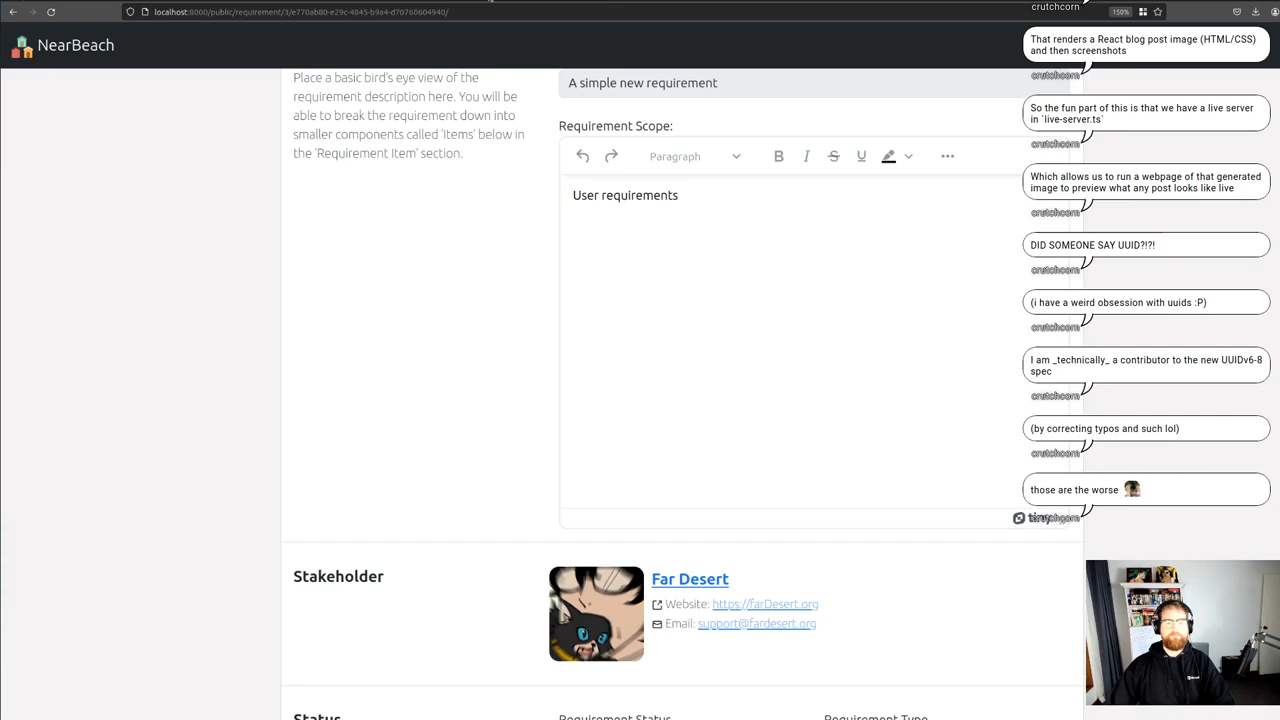 localhost:8000/public/requirement/3/e770ab80-e29c-4845-b9a4-d70760604940/
150%
crutchcorn
NearBeach
That renders a React blog post image (HTML/CSS)
and then screenshots
crutchcorn
Place a basic bird's eye view of the
requirement description here. You will be
able to break the requirement down into
smaller components called 'Items' below in
the 'Requirement Item' section.
A simple new requirement
Requirement Scope:
Paragraph
B I S U
User requirements
So the fun part of this is that we have a live server
in `live-server.ts`
crutchcorn
Which allows us to run a webpage of that generated
image to preview what any post looks like live
crutchcorn
DID SOMEONE SAY UUID?!?!
crutchcorn
(i have a weird obsession with uuids :P)
crutchcorn
I am _technically_ a contributor to the new UUIDv6-8
spec
crutchcorn
(by correcting typos and such lol)
crutchcorn
those are the worse
crutchcorn
tiny
Stakeholder
Far Desert
Website: https://farDesert.org
Email: support@fardesert.org
Status
Requirement Status
Requirement Type